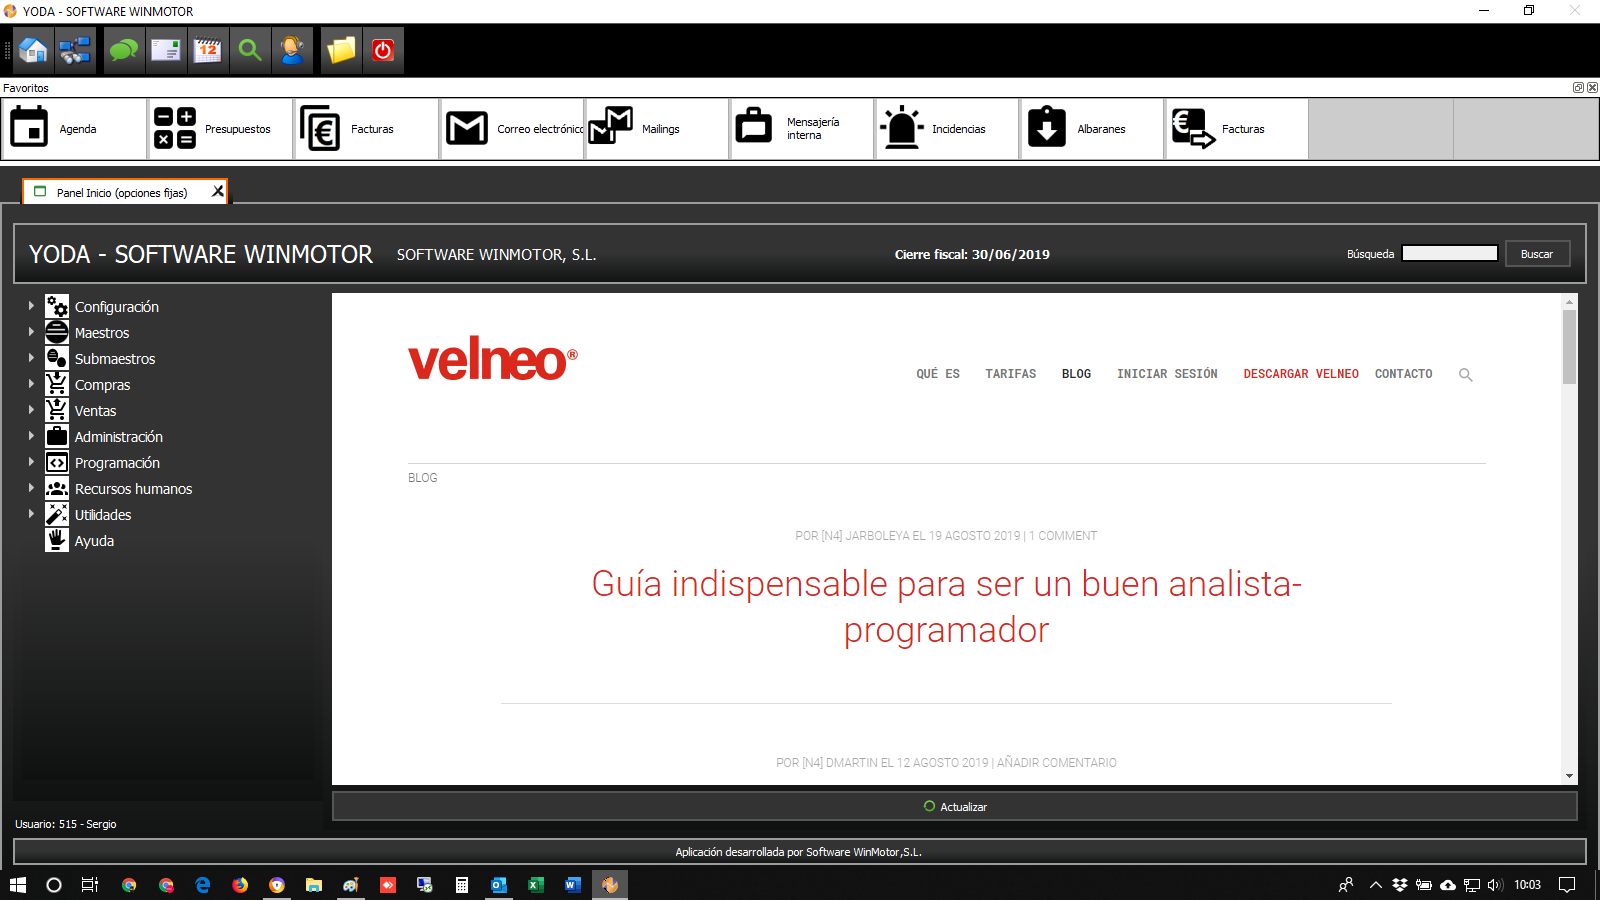 YODA - SOFTWARE WINMOTOR
12
Favoritos
Agenda
Presupuestos
Facturas
Correo electrónico
Mailings
Mensajería
interna
Incidencias
Albaranes
Facturas
Panel Inicio (opciones fijas)
YODA - SOFTWARE WINMOTOR
SOFTWARE WINMOTOR, S.L.
Cierre fiscal: 30/06/2019
Búsqueda
Buscar
Configuración
Maestros
Submaestros
Compras
Ventas
Administración
Programación
Recursos humanos
Utilidades
Ayuda
velneo®
QUÉ ES
TARIFAS
BLOG
INICIAR SESIÓN
DESCARGAR VELNEO
CONTACTO
BLOG
POR [N4] JARBOLEYA EL 19 AGOSTO 2019 | 1 COMMENT
Guía indispensable para ser un buen analista-
programador
POR [N4] DMARTIN EL 12 AGOSTO 2019 | AÑADIR COMENTARIO
Actualizar
Usuario: 515 - Sergio
Aplicación desarrollada por Software WinMotor,S.L.
10:03